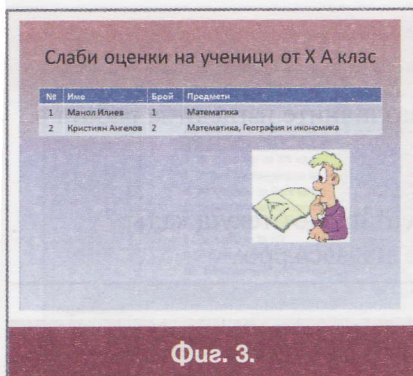 Слаби оценки на ученици от X А клас
№ Име Брой Предмети
1 Манол Илиев 1 Математика
2 Кристиян Ангелов 2 Математика, География и икономика
Фиг. 3.